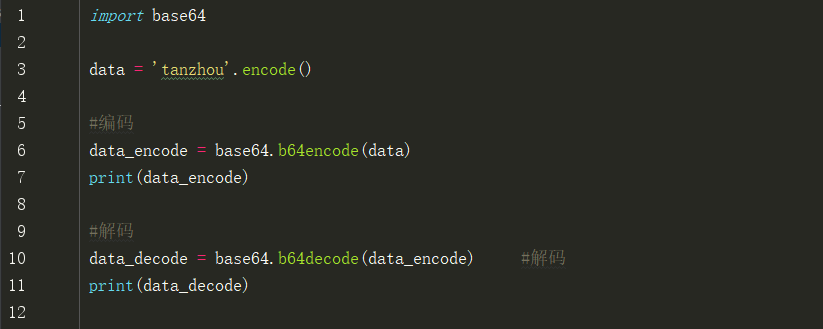 1 import base64
2
3 data = 'tanzhou'.encode()
4
5 #编码
6 data_encode = base64.b64encode(data)
7 print(data_encode)
8
9 #解码
10 data_decode = base64.b64decode(data_encode) #解码
11 print(data_decode)
12